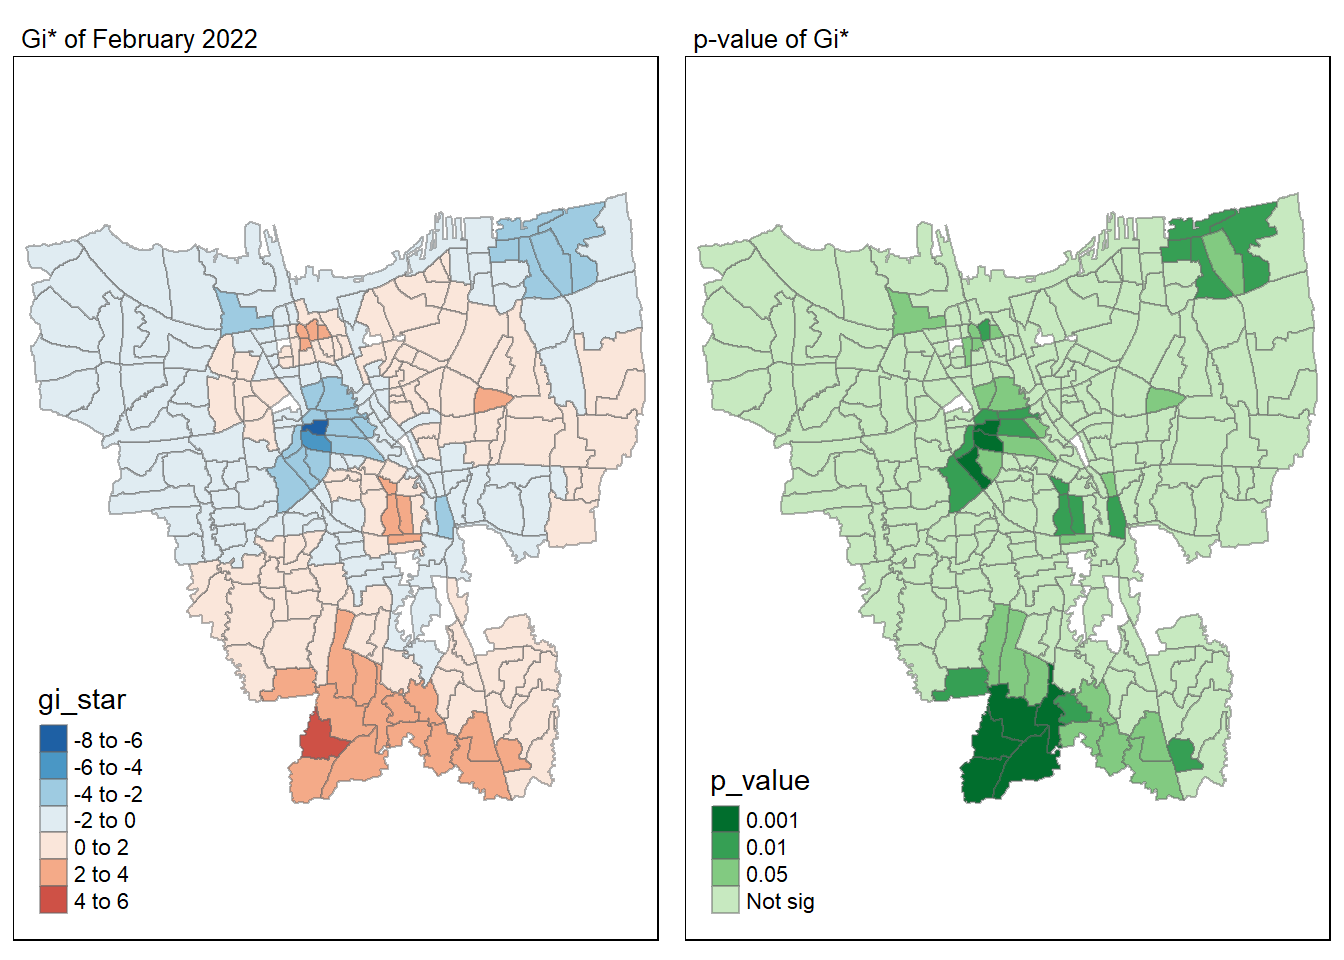 Gi* of February 2022
p-value of Gi*
gi_star
-8 to -6
-6 to -4
-4 to -2
-2 to 0
0 to 2
2 to 4
4 to 6
p_value
0.001
0.01
0.05
Not sig